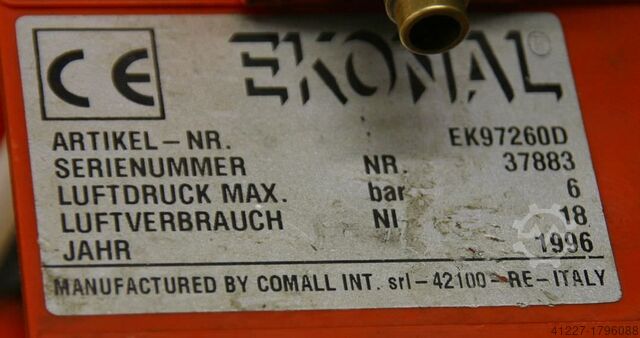 CE EKONAL ®
ARTIKEL-NR. EK97260D
SERIENUMMER NR. 37883
LUFTDRUCK MAX. bar 6
LUFTVERBRAUCH Nl 18
JAHR 1996
MANUFACTURED BY COMALL INT. srl - 42100 - RE - ITALY
41227-1796088